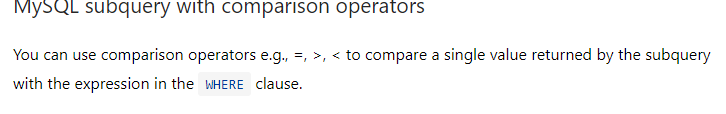 MySQL subquery with comparison operators
You can use comparison operators e.g., =, >, < to compare a single value returned by the subquery
with the expression in the WHERE clause.